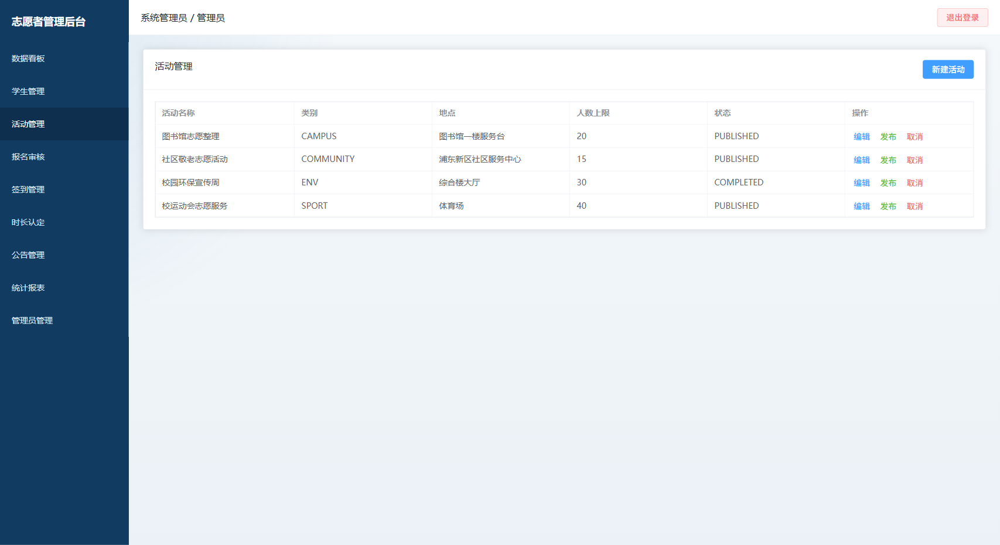 志愿者管理后台
数据看板
学生管理
活动管理
报名审核
签到管理
时长认定
公告管理
统计报表
管理员管理
系统管理员 / 管理员
退出登录
活动管理
新建活动
活动名称 类别 地点 人数上限 状态 操作
图书馆志愿整理 CAMPUS 图书馆一楼服务台 20 PUBLISHED 编辑 发布 取消
社区敬老志愿活动 COMMUNITY 浦东新区社区服务中心 15 PUBLISHED 编辑 发布 取消
校园环保宣传周 ENV 综合楼大厅 30 COMPLETED 编辑 发布 取消
校运动会志愿服务 SPORT 体育场 40 PUBLISHED 编辑 发布 取消